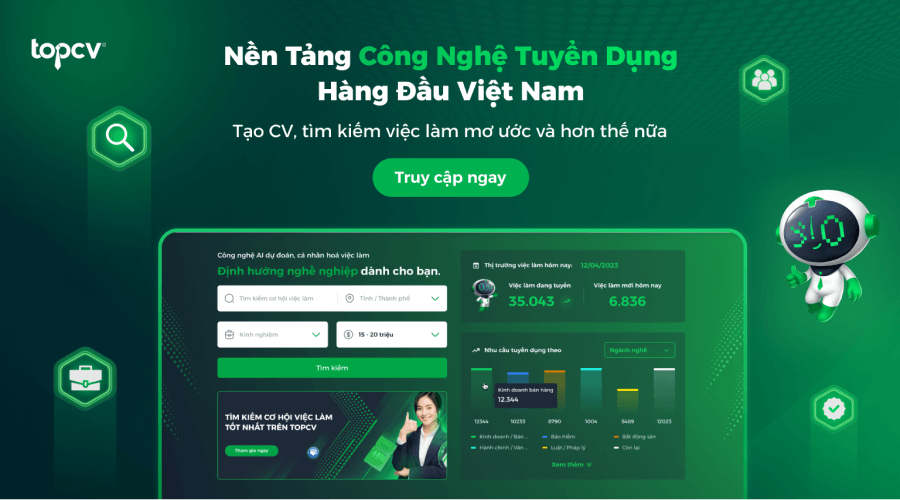 topcv
Nền Tảng Công Nghệ Tuyển Dụng
Hàng Đầu Việt Nam
Tạo CV, tìm kiếm việc làm mơ ước và hơn thế nữa
Truy cập ngay
Công nghệ AI dự đoán, cá nhân hoá việc làm
Định hướng nghề nghiệp dành cho bạn.
Tìm kiếm cơ hội việc làm
Tỉnh / Thành phố
Kinh nghiệm
15 - 20 triệu
Tìm kiếm
TÌM KIẾM CƠ HỘI VIỆC LÀM
TỐT NHẤT TRÊN TOPCV
Tham gia ngay
Thị trường việc làm hôm nay: 12/04/2023
Việc làm đang tuyển
35.043
Việc làm mới hôm nay
6.836
Nhu cầu tuyển dụng theo
Ngành nghề
Kinh doanh bán hàng
12.344
12344 10233 8790 1004 3469 12023
Kinh doanh / Bán... Bảo hiểm Bất động sản
Hành chính / Văn ... Luật / Pháp lý Còn lại
Xem thêm